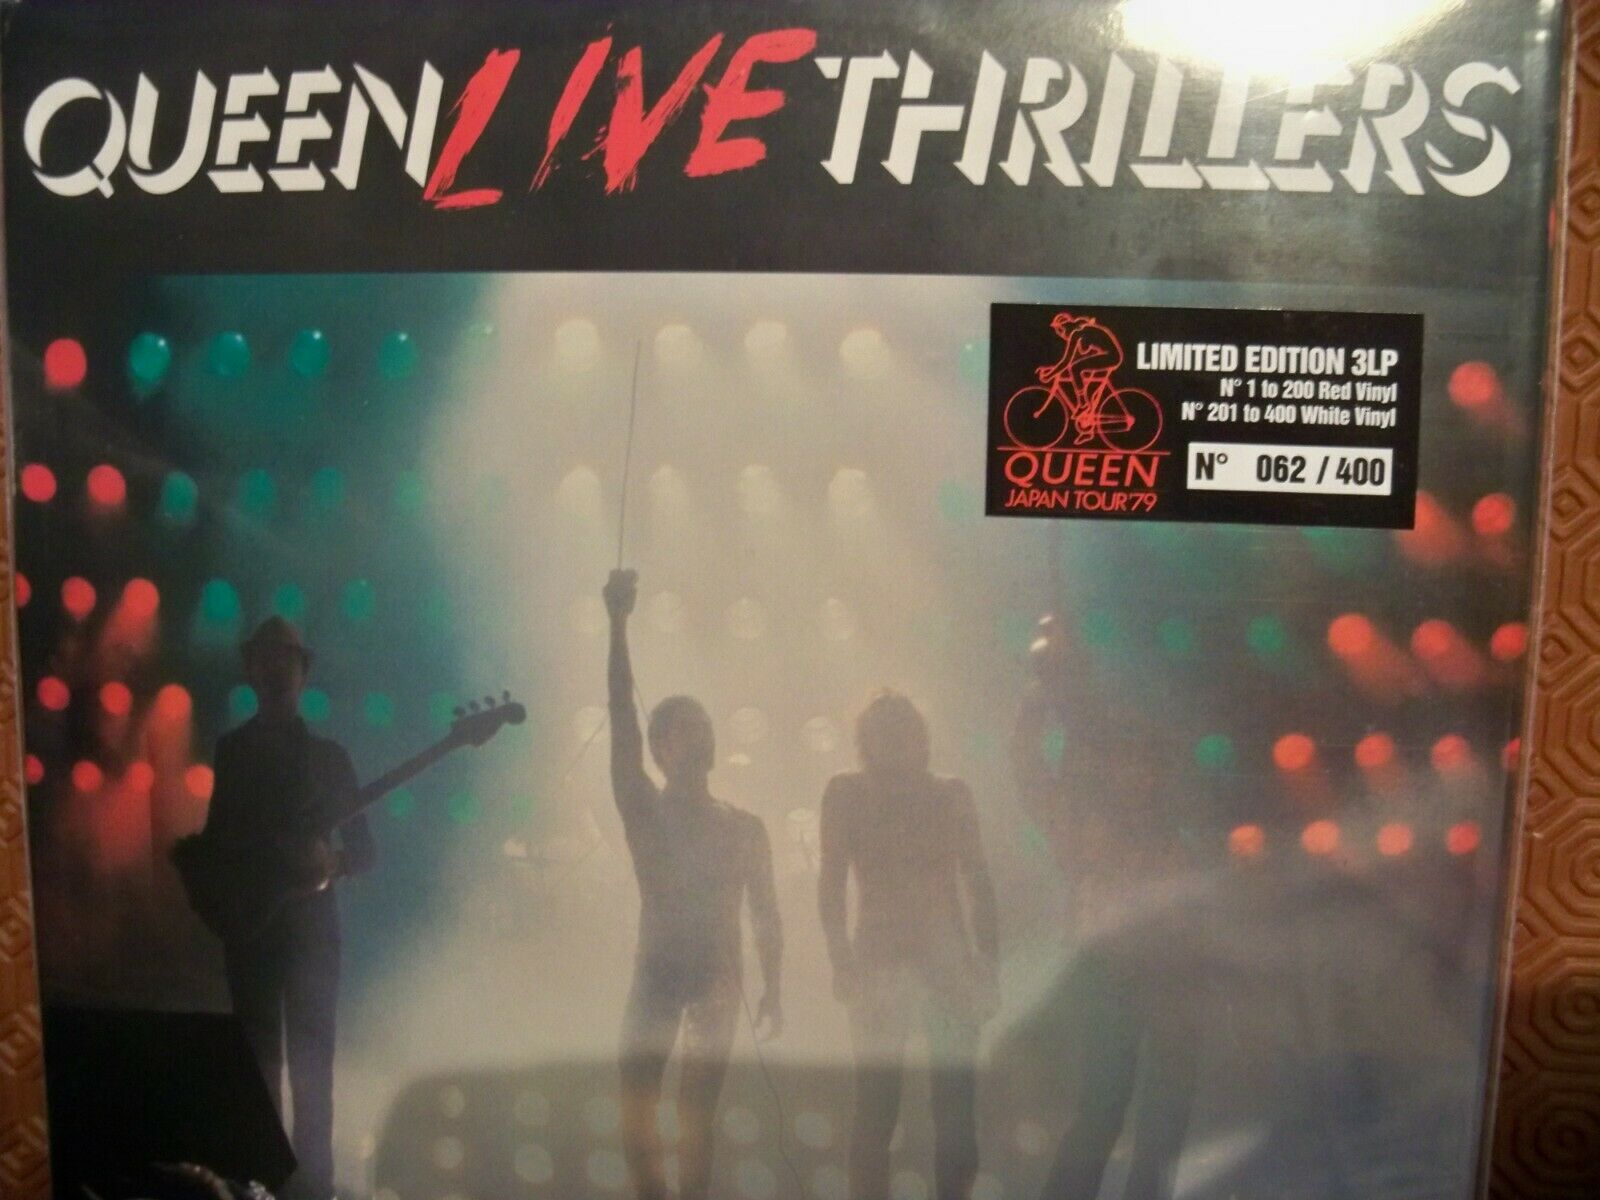 QUEEN LIVE THRILLERS
LIMITED EDITION 3LP
N° 1 to 200 Red Vinyl
N° 201 to 400 White Vinyl
N° 062 / 400
QUEEN
JAPAN TOUR'79